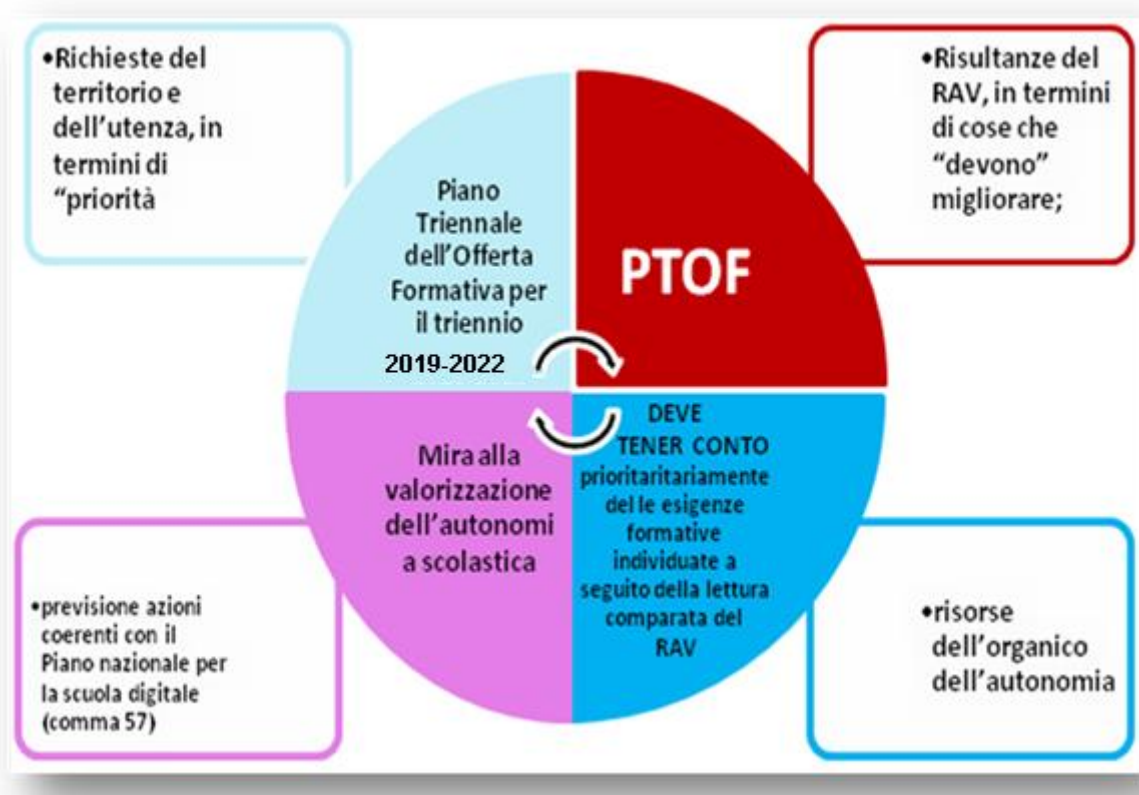 •Richieste del
territorio e
dell’utenza, in
termini di
“priorità
•Risultanze del
RAV, in termini
di cose che
“devono”
migliorare;
Piano
Triennale
dell’Offerta
Formativa per
il triennio
2019-2022
PTOF
Mira alla
valorizzazione
dell’autonomi
a scolastica
DEVE
TENER CONTO
prioritaritariamente
del le esigenze
formative
individuate a
seguito della lettura
comparata del
RAV
•previsione azioni
coerenti con il
Piano nazionale per
la scuola digitale
(comma 57)
•risorse
dell’organico
dell’autonomia